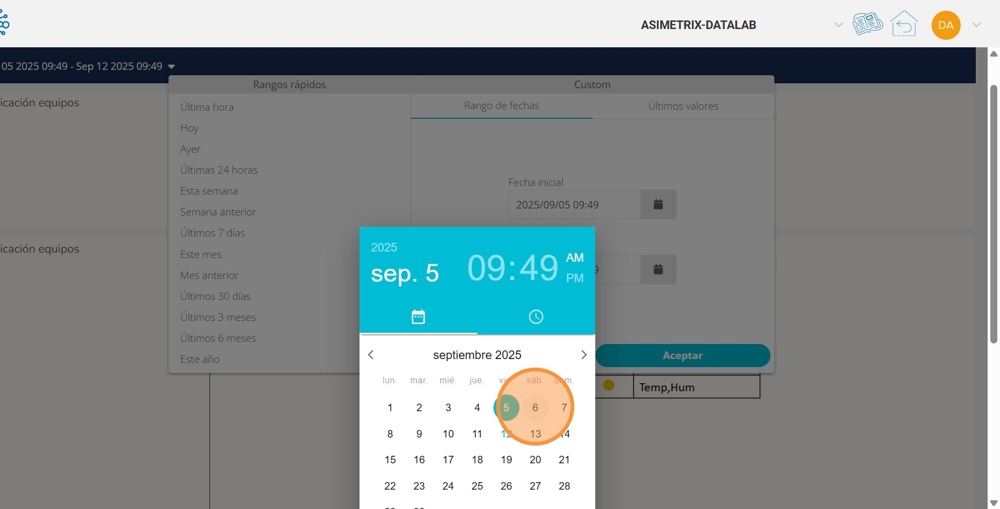 ASIMETRIX-DATALAB
DA
05 2025 09:49 - Sep 12 2025 09:49
Rangos rápidos
Custom
icación equipos
Última hora
Rango de fechas
Últimos valores
Hoy
Ayer
Últimas 24 horas
Fecha inicial
Esta semana
2025/09/05 09:49
Semana anterior
Últimos 7 días
icación equipos
2025
sep. 5
09:49
AM
PM
9
Este mes
Mes anterior
Últimos 30 días
Últimos 3 meses
Últimos 6 meses
Este año
septiembre 2025
Aceptar
lun. mar. mié. jue. vie. sáb. dom.
Temp,Hum
1 2 3 4 5 6 7
8 9 10 11 12 13 14
15 16 17 18 19 20 21
22 23 24 25 26 27 28